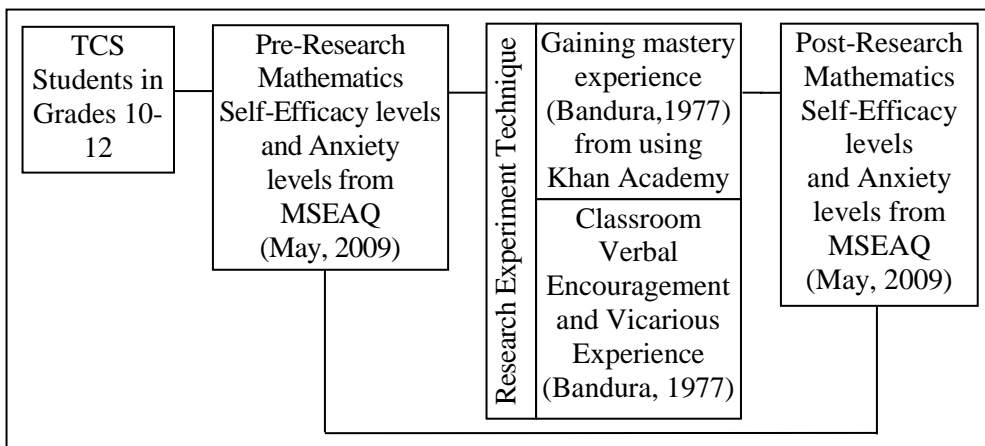 TCS
Students in
Grades 10-
12
Pre-Research
Mathematics
Self-Efficacy levels
and Anxiety
levels from
MSEAQ
(May, 2009)
Research Experiment Technique
Gaining mastery
experience
(Bandura,1977)
from using
Khan Academy
Classroom
Verbal
Encouragement
and Vicarious
Experience
(Bandura, 1977)
Post-Research
Mathematics
Self-Efficacy
levels
and Anxiety
levels from
MSEAQ
(May, 2009)